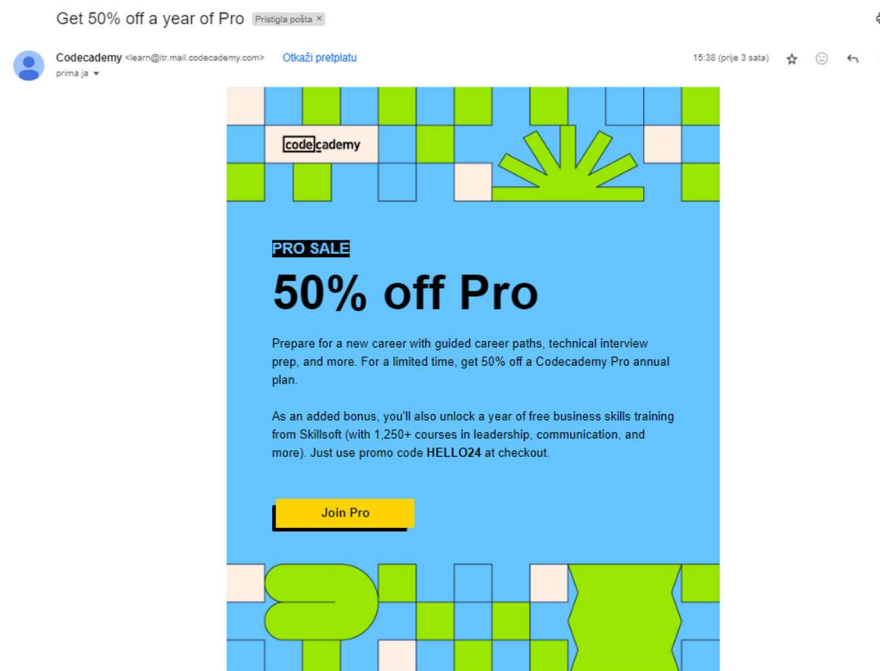 Get 50% off a year of Pro Pristigla pošta ×
Codecademy <learn@itr.mail.codecademy.com> Otkaži pretplatu 15:38 (prije 3 sata)
prima ja
codecademy
PRO SALE
50% off Pro
Prepare for a new career with guided career paths, technical interview
prep, and more. For a limited time, get 50% off a Codecademy Pro annual
plan.
As an added bonus, you'll also unlock a year of free business skills training
from Skillsoft (with 1,250+ courses in leadership, communication, and
more). Just use promo code HELLO24 at checkout.
Join Pro